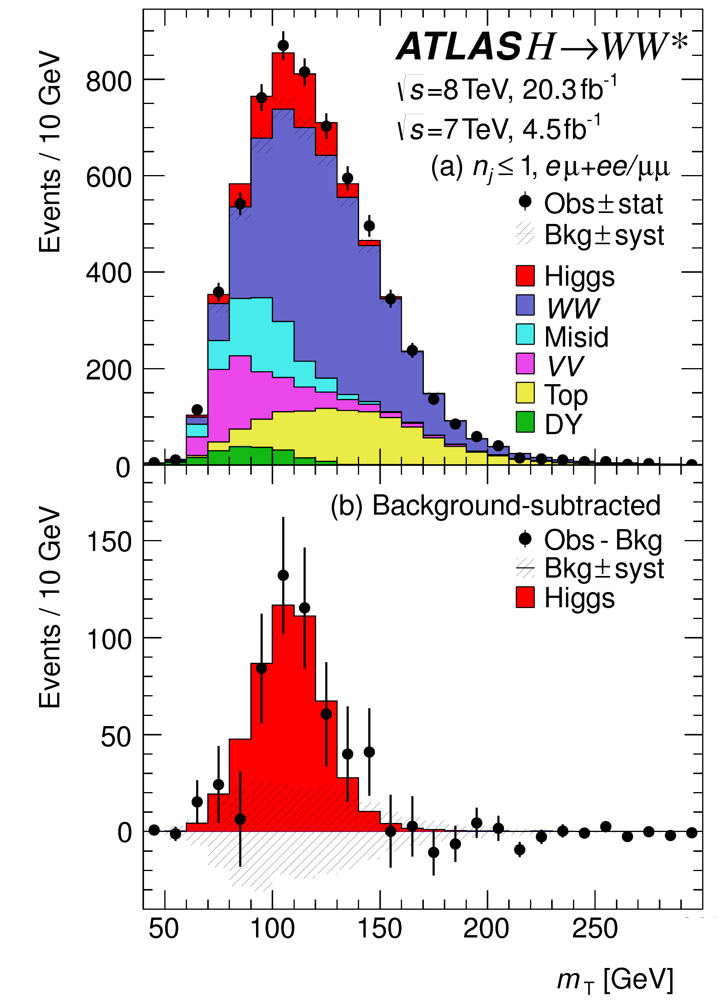 ATLAS H→WW*
√s=8 TeV, 20.3 fb⁻¹
√s=7 TeV, 4.5 fb⁻¹
(a) nⱼ ≤ 1, eμ+ee/μμ
Obs ± stat
Bkg ± syst
Higgs
WW
Misid
VV
Top
DY
Events / 10 GeV
800
600
400
200
0
(b) Background-subtracted
Obs - Bkg
Bkg ± syst
Higgs
Events / 10 GeV
150
100
50
0
50 100 150 200 250
m_T [GeV]